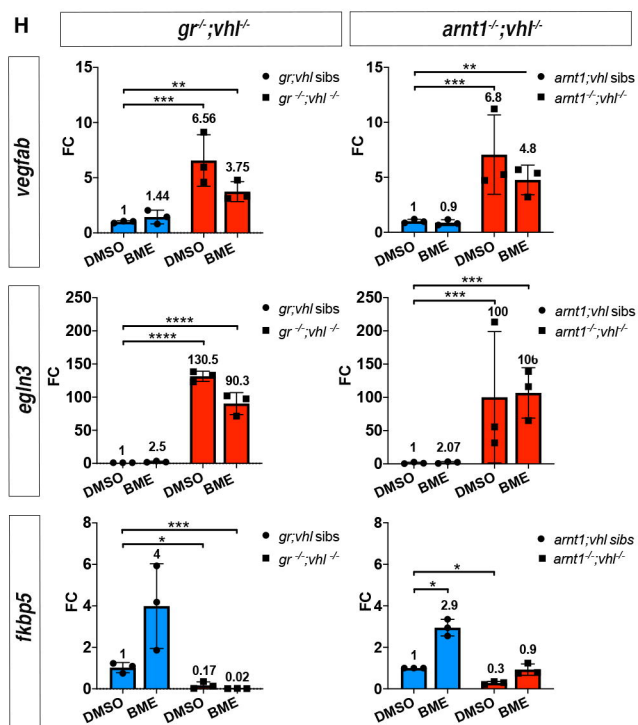 H
gr-/-;vhl-/-
arnt1-/-;vhl-/-
vegfab
15
10
5
0
FC
**
***
6.56
3.75
1
1.44
DMSO
BME
DMSO
BME
gr;vhl sibs
gr -/-;vhl -/-
15
10
5
0
FC
**
***
6.8
4.8
1
0.9
DMSO
BME
DMSO
BME
arnt1;vhl sibs
arnt1-/-;vhl-/-
egln3
250
200
150
100
50
0
FC
****
****
130.5
90.3
1
2.5
DMSO
BME
DMSO
BME
gr;vhl sibs
gr -/-;vhl -/-
250
200
150
100
50
0
FC
***
***
100
106
1
2.07
DMSO
BME
DMSO
BME
arnt1;vhl sibs
arnt1-/-;vhl-/-
fkbp5
8
6
4
2
0
FC
***
*
4
1
0.17
0.02
DMSO
BME
DMSO
BME
gr;vhl sibs
gr -/-;vhl -/-
8
6
4
2
0
FC
*
*
2.9
1
0.3
0.9
DMSO
BME
DMSO
BME
arnt1;vhl sibs
arnt1-/-;vhl-/-